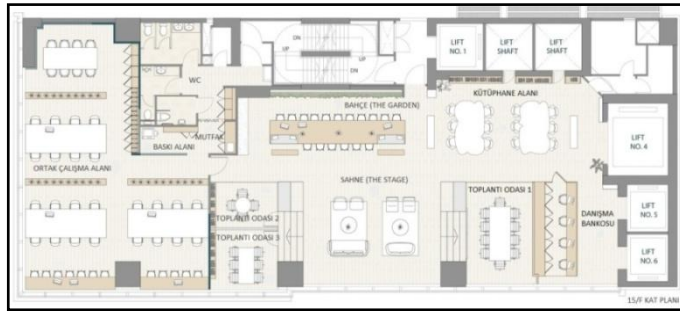 DN
UP
UP
DN
LIFT
NO. 1
LIFT
SHAFT
LIFT
SHAFT
WC
KÜTÜPHANE ALANI
BAHÇE (THE GARDEN)
MUTFAK
BASKI ALANI
LIFT
NO.4
ORTAK ÇALIŞMA ALANI
SAHNE (THE STAGE)
TOPLANTI ODASI 1
TOPLANTI ODASI 2
TOPLANTI ODASI 3
DANIŞMA
BANKOSU
LIFT
NO. 5
LIFT
NO. 6
15/F KAT PLANI